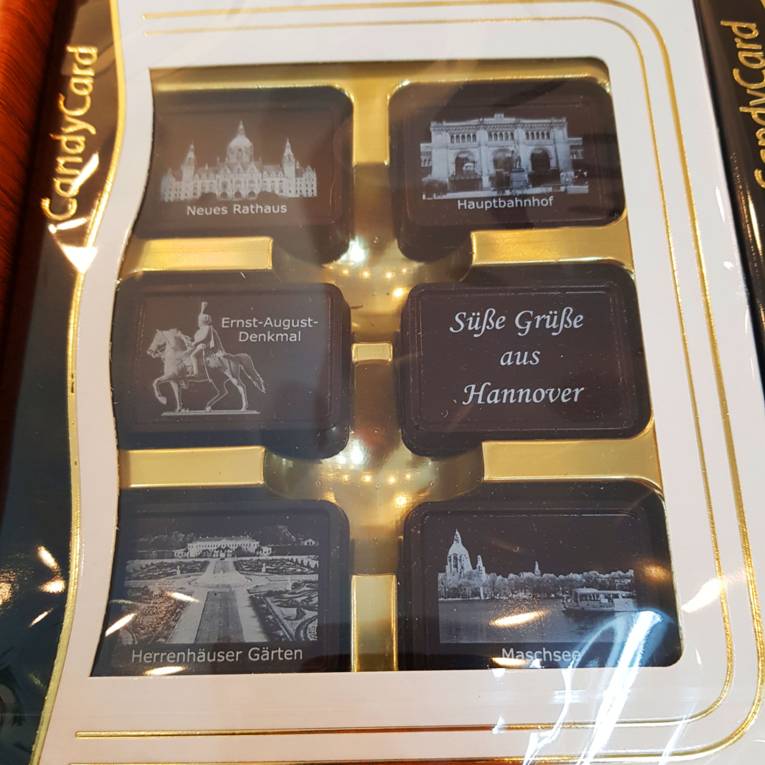 CandyCard
CandyCard
Neues Rathaus
Hauptbahnhof
Ernst-August-
Denkmal
Süße Grüße
aus
Hannover
Herrenhäuser Gärten
Maschsee